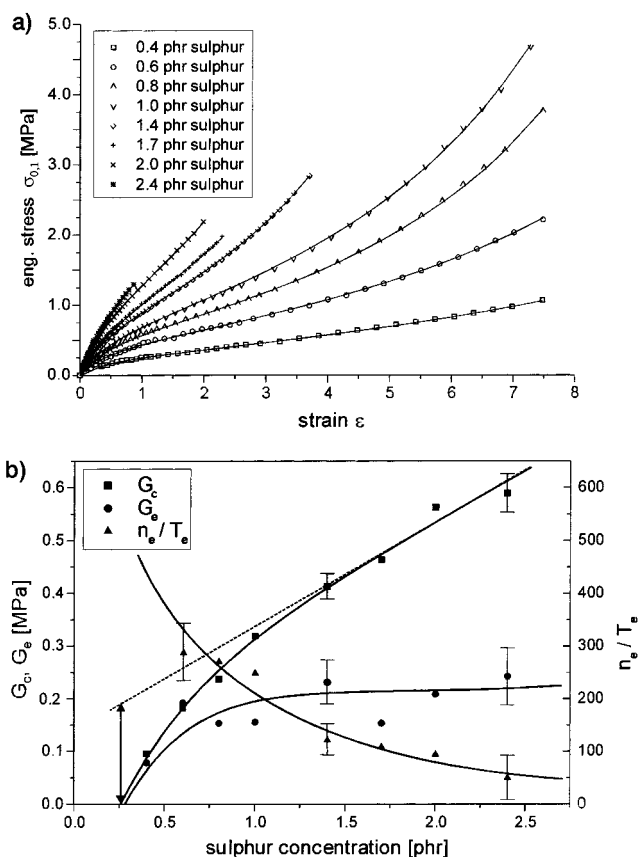 a)
5.0
4.0
3.0
2.0
1.0
0.0
eng. stress σ0,1 [MPa]
0.4 phr sulphur
0.6 phr sulphur
0.8 phr sulphur
1.0 phr sulphur
1.4 phr sulphur
1.7 phr sulphur
2.0 phr sulphur
2.4 phr sulphur
0 1 2 3 4 5 6 7 8
strain ε
b)
Gc
Ge
ne / Te
0.6
0.5
0.4
0.3
0.2
0.1
0.0
Gc, Ge [MPa]
600
500
400
300
200
100
0
ne / Te
0.0 0.5 1.0 1.5 2.0 2.5
sulphur concentration [phr]